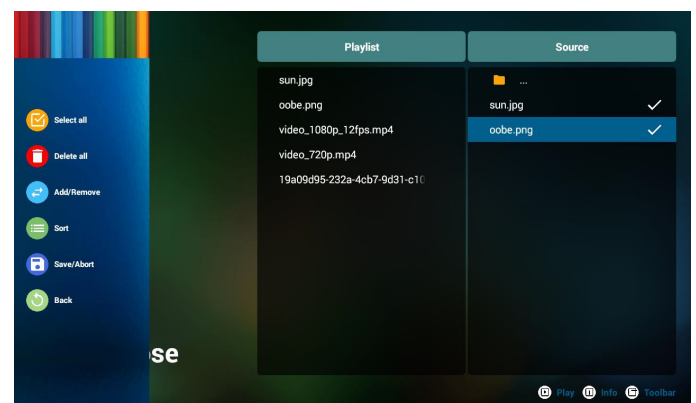 Select all
Delete all
Add/Remove
Sort
Save/Abort
Back
se
Playlist
sun.jpg
oobe.png
video_1080p_12fps.mp4
video_720p.mp4
19a09d95-232a-4cb7-9d31-c10
Source
...
sun.jpg
oobe.png
Play Info Toolbar